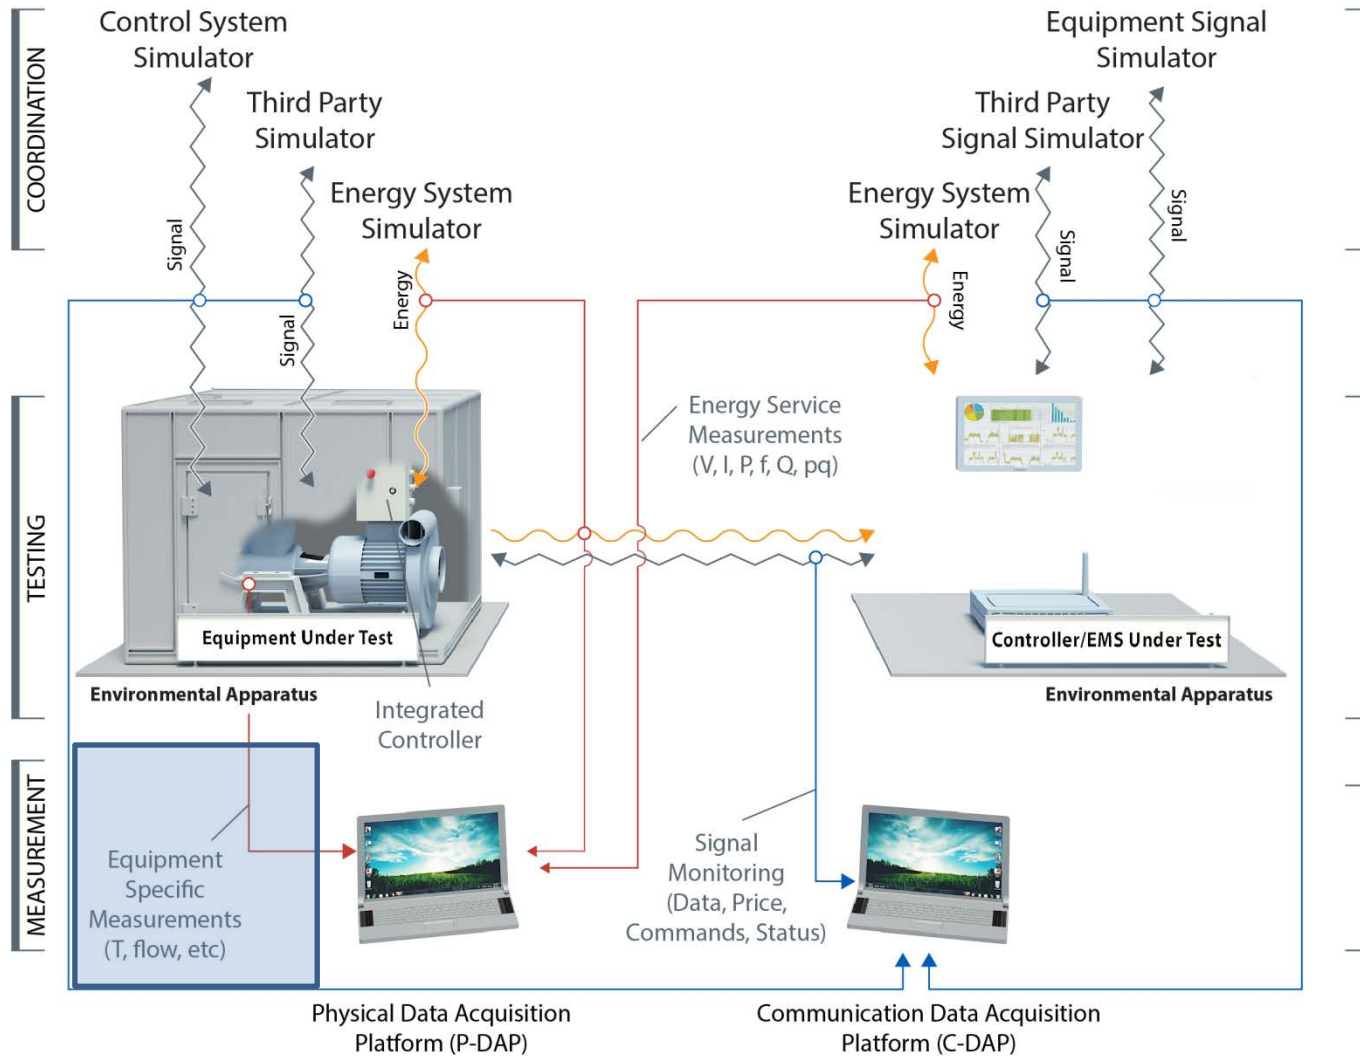 COORDINATION
Control System
Simulator
Third Party
Simulator
Energy System
Simulator
Equipment Signal
Simulator
Third Party
Signal Simulator
Energy System
Simulator
Signal
Signal
Energy
Energy
Signal
Signal
TESTING
Energy Service
Measurements
(V, I, P, f, Q, pq)
Equipment Under Test
Environmental Apparatus
Integrated
Controller
Controller/EMS Under Test
Environmental Apparatus
MEASUREMENT
Equipment
Specific
Measurements
(T, flow, etc)
Signal
Monitoring
(Data, Price,
Commands, Status)
Physical Data Acquisition
Platform (P-DAP)
Communication Data Acquisition
Platform (C-DAP)